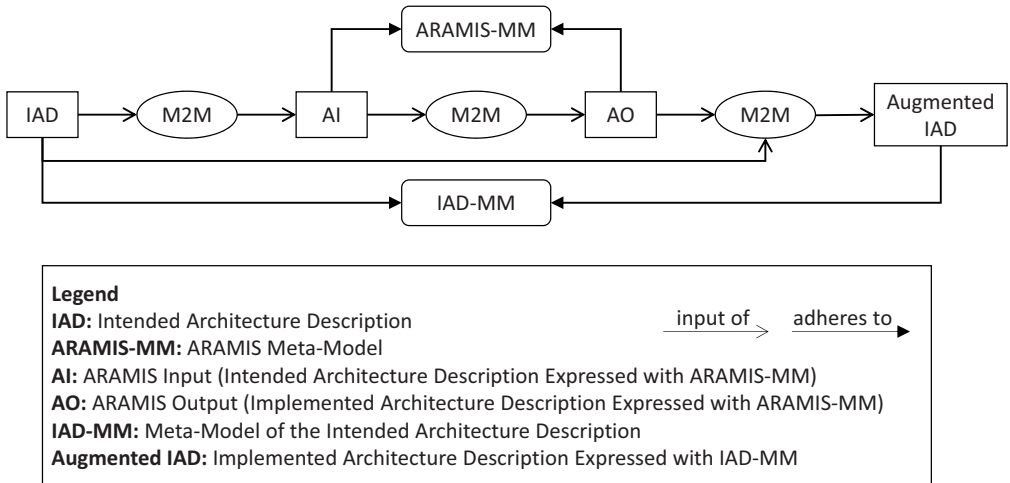 ARAMIS-MM
IAD
M2M
AI
M2M
AO
M2M
Augmented
IAD
IAD-MM
Legend
IAD: Intended Architecture Description
input of
adheres to
ARAMIS-MM: ARAMIS Meta-Model
AI: ARAMIS Input (Intended Architecture Description Expressed with ARAMIS-MM)
AO: ARAMIS Output (Implemented Architecture Description Expressed with ARAMIS-MM)
IAD-MM: Meta-Model of the Intended Architecture Description
Augmented IAD: Implemented Architecture Description Expressed with IAD-MM